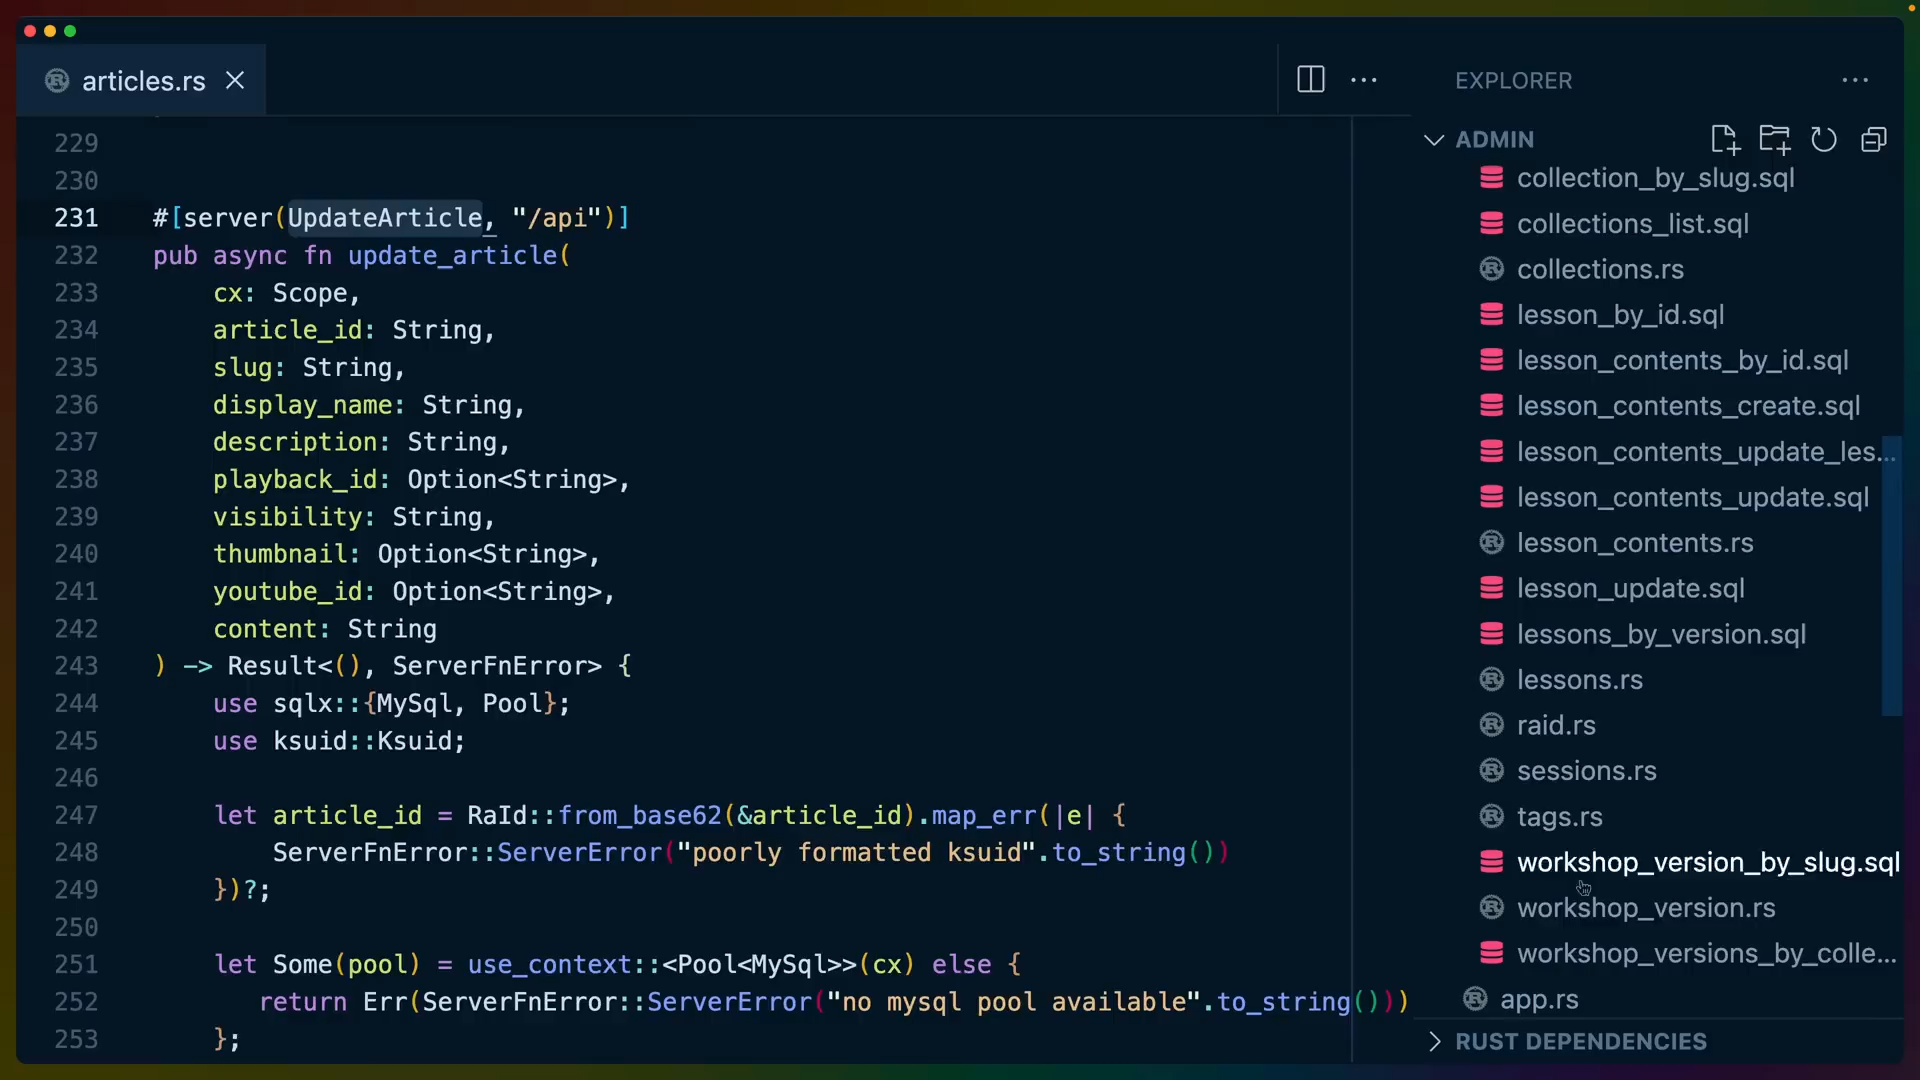 articles.rs
229
230
231 #[server(UpdateArticle, "/api")]
232 pub async fn update_article(
233 cx: Scope,
234 article_id: String,
235 slug: String,
236 display_name: String,
237 description: String,
238 playback_id: Option<String>,
239 visibility: String,
240 thumbnail: Option<String>,
241 youtube_id: Option<String>,
242 content: String
243 ) -> Result<(), ServerFnError> {
244 use sqlx::{MySql, Pool};
245 use ksuid::Ksuid;
246
247 let article_id = RaId::from_base62(&article_id).map_err(|e| {
248 ServerFnError::ServerError("poorly formatted ksuid".to_string())
249 })?;
250
251 let Some(pool) = use_context::<Pool<MySql>>(cx) else {
252 return Err(ServerFnError::ServerError("no mysql pool available".to_string()))
253 };
EXPLORER
ADMIN
collection_by_slug.sql
collections_list.sql
collections.rs
lesson_by_id.sql
lesson_contents_by_id.sql
lesson_contents_create.sql
lesson_contents_update_les...
lesson_contents_update.sql
lesson_contents.rs
lesson_update.sql
lessons_by_version.sql
lessons.rs
raid.rs
sessions.rs
tags.rs
workshop_version_by_slug.sql
workshop_version.rs
workshop_versions_by_colle...
app.rs
RUST DEPENDENCIES